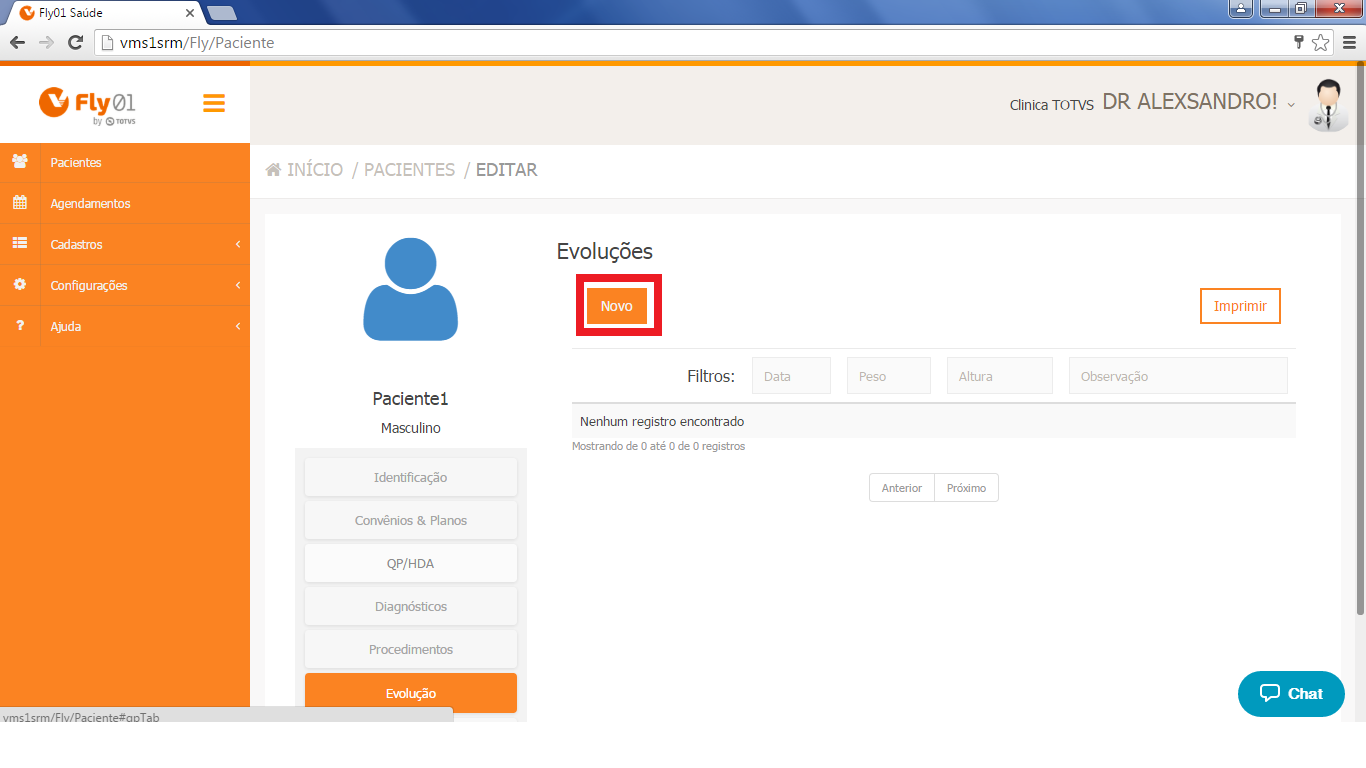 Fly01 Saúde
vms1srm/Fly/Paciente
Fly01
by TOTVS
Clinica TOTVS DR ALEXSANDRO!
Pacientes
Agendamentos
Cadastros
Configurações
Ajuda
INÍCIO / PACIENTES / EDITAR
Paciente1
Masculino
Identificação
Convênios & Planos
QP/HDA
Diagnósticos
Procedimentos
Evolução
Evoluções
Novo
Imprimir
Filtros: Data Peso Altura Observação
Nenhum registro encontrado
Mostrando de 0 até 0 de 0 registros
Anterior Próximo
Chat
vms1srm/Fly/Paciente#qpTab